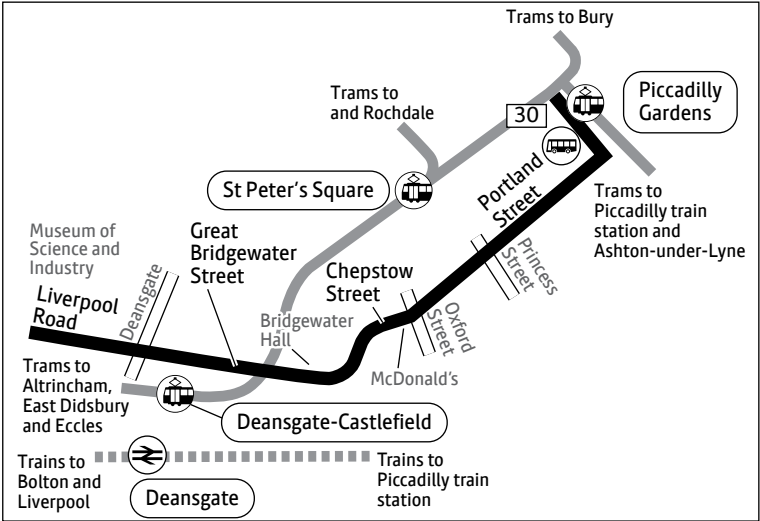 Trams to Bury
Trams to
and Rochdale
30
Piccadilly
Gardens
St Peter's Square
Portland
Street
Trams to
Piccadilly train
station and
Ashton-under-Lyne
Museum of
Science and
Industry
Great
Bridgewater
Street
Princess
Street
Chepstow
Street
Deansgate
Liverpool
Road
Oxford
Street
Bridgewater
Hall
McDonald's
Trams to
Altrincham,
East Didsbury
and Eccles
Deansgate-Castlefield
Trains to
Bolton and
Liverpool
Deansgate
Trains to
Piccadilly train
station